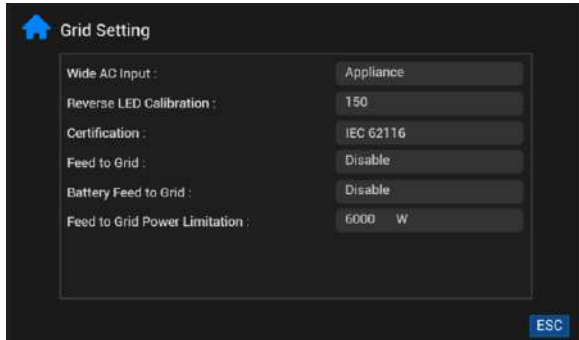 Grid Setting
Wide AC Input : Appliance
Reverse LED Calibration : 150
Certification : IEC 62116
Feed to Grid : Disable
Battery Feed to Grid : Disable
Feed to Grid Power Limitation : 6000 W
ESC